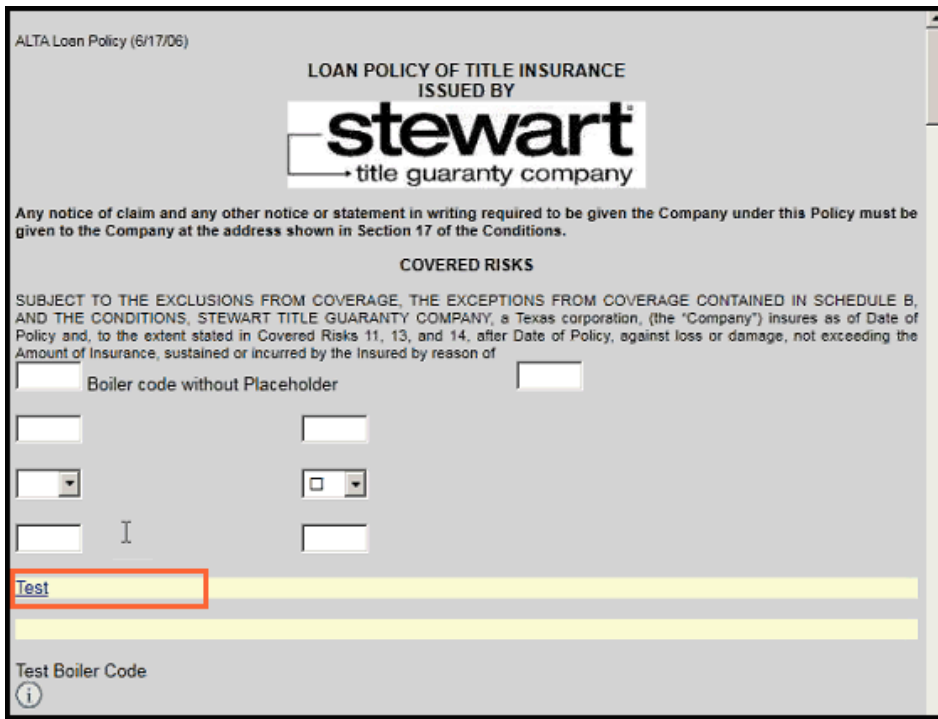 ALTA Loan Policy (6/17/06)
LOAN POLICY OF TITLE INSURANCE
ISSUED BY
stewart
title guaranty company
Any notice of claim and any other notice or statement in writing required to be given the Company under this Policy must be
given to the Company at the address shown in Section 17 of the Conditions.
COVERED RISKS
SUBJECT TO THE EXCLUSIONS FROM COVERAGE, THE EXCEPTIONS FROM COVERAGE CONTAINED IN SCHEDULE B,
AND THE CONDITIONS, STEWART TITLE GUARANTY COMPANY, a Texas corporation, (the "Company") insures as of Date of
Policy and, to the extent stated in Covered Risks 11, 13, and 14, after Date of Policy, against loss or damage, not exceeding the
Amount of Insurance, sustained or incurred by the Insured by reason of
Boiler code without Placeholder
Test
Test Boiler Code